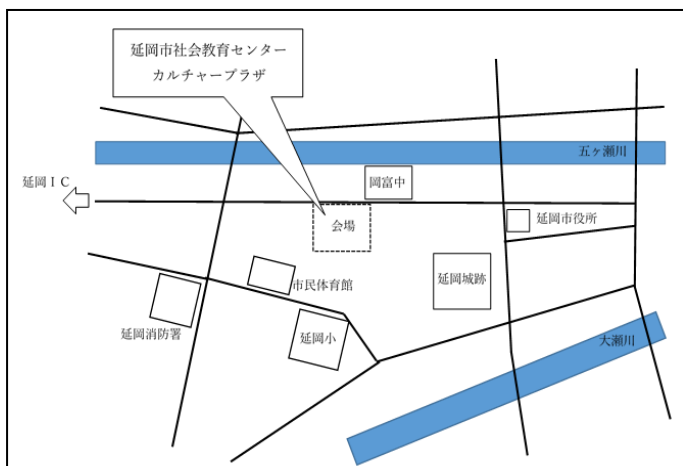 延岡市社会教育センター
カルチャープラザ
五ヶ瀬川
延岡ＩＣ
岡富中
会場
延岡市役所
市民体育館
延岡城跡
延岡消防署
延岡小
大瀬川